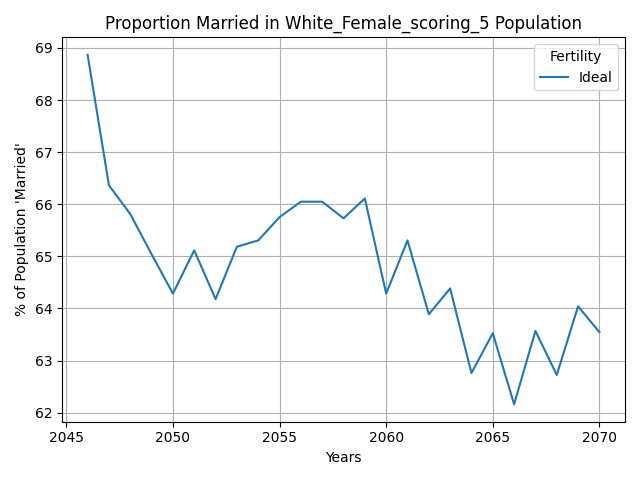 Proportion Married in White_Female_scoring_5 Population
% of Population 'Married'
69
68
67
66
65
64
63
62
Fertility
Ideal
2045 2050 2055 2060 2065 2070
Years